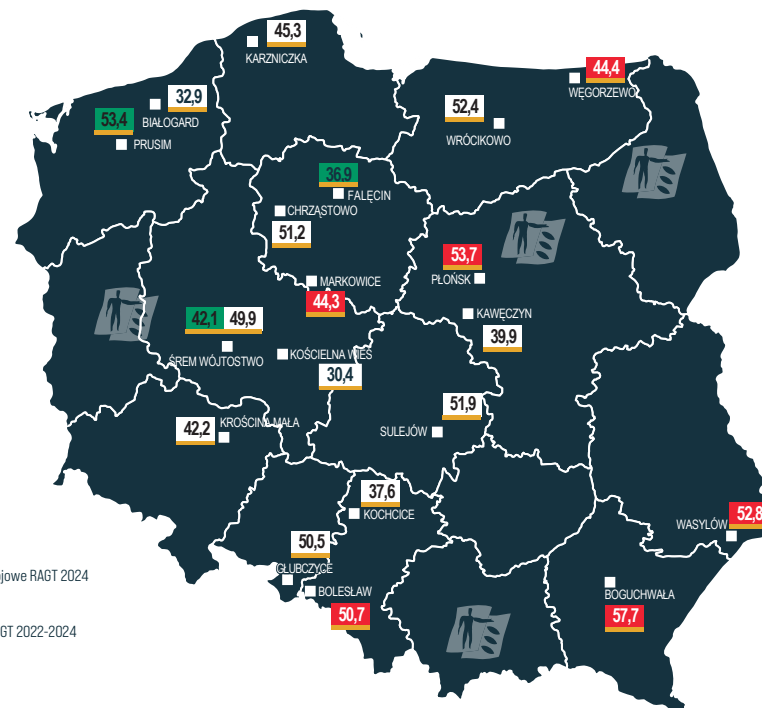 45,3
KARZNICZKA
44,4
WĘGORZEWO
32,9
BIAŁOGARD
53,4
PRUSIM
52,4
WRÓCIKOWO
36,9
FALĘCIN
CHRZĄSTOWO
51,2
53,7
PŁOŃSK
MARKOWICE
44,3
KAWĘCZYN
39,9
42,1 49,9
ŚREM WÓJTOSTWO
KOŚCIELNA WIEŚ
30,4
51,9
SULEJÓW
42,2
KROŚCINA MAŁA
37,6
KOCHCICE
52,8
WASYLÓW
50,5
GŁUBCZYCE
BOLESŁAW
50,7
BOGUCHWAŁA
57,7
jowe RAGT 2024
GT 2022-2024